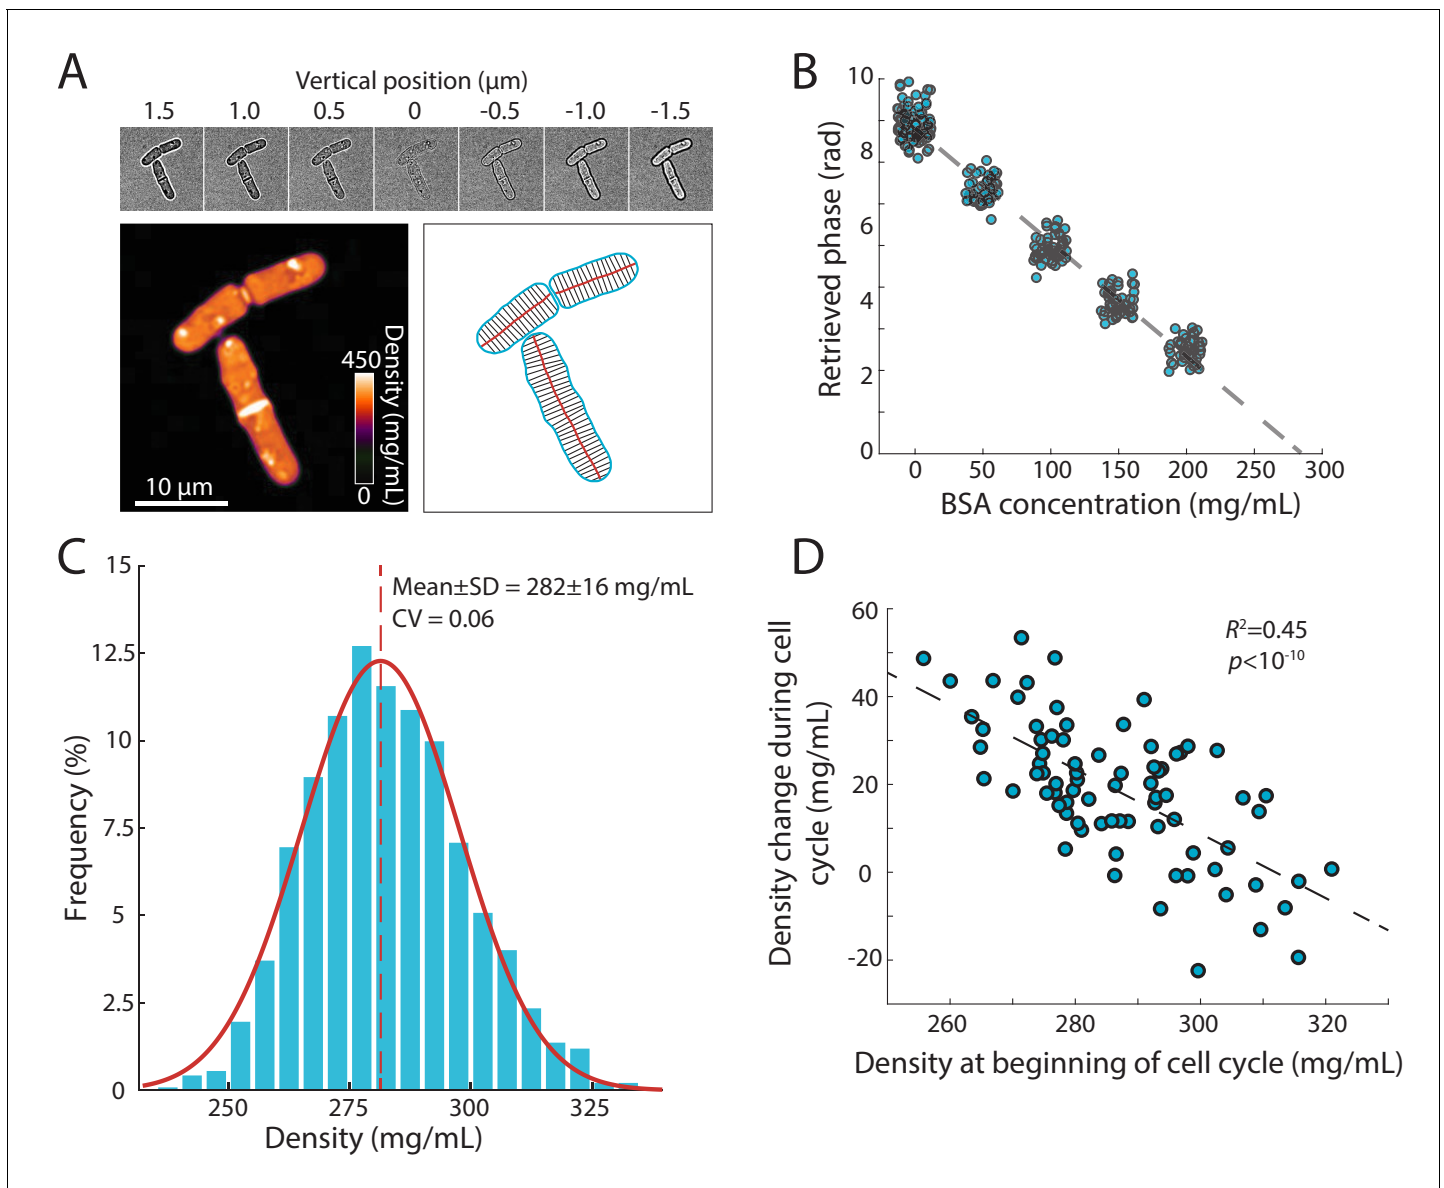 A
Vertical position (µm)
1.5 1.0 0.5 0 -0.5 -1.0 -1.5
450
0
Density (mg/mL)
10 µm
B
10
8
6
4
2
0
Retrieved phase (rad)
0 50 100 150 200 250 300
BSA concentration (mg/mL)
C
15
12.5
10
7.5
5
2.5
0
Frequency (%)
Mean±SD = 282±16 mg/mL
CV = 0.06
250 275 300 325
Density (mg/mL)
D
60
40
20
0
-20
Density change during cell
cycle (mg/mL)
R²=0.45
p<10⁻¹⁰
260 280 300 320
Density at beginning of cell cycle (mg/mL)